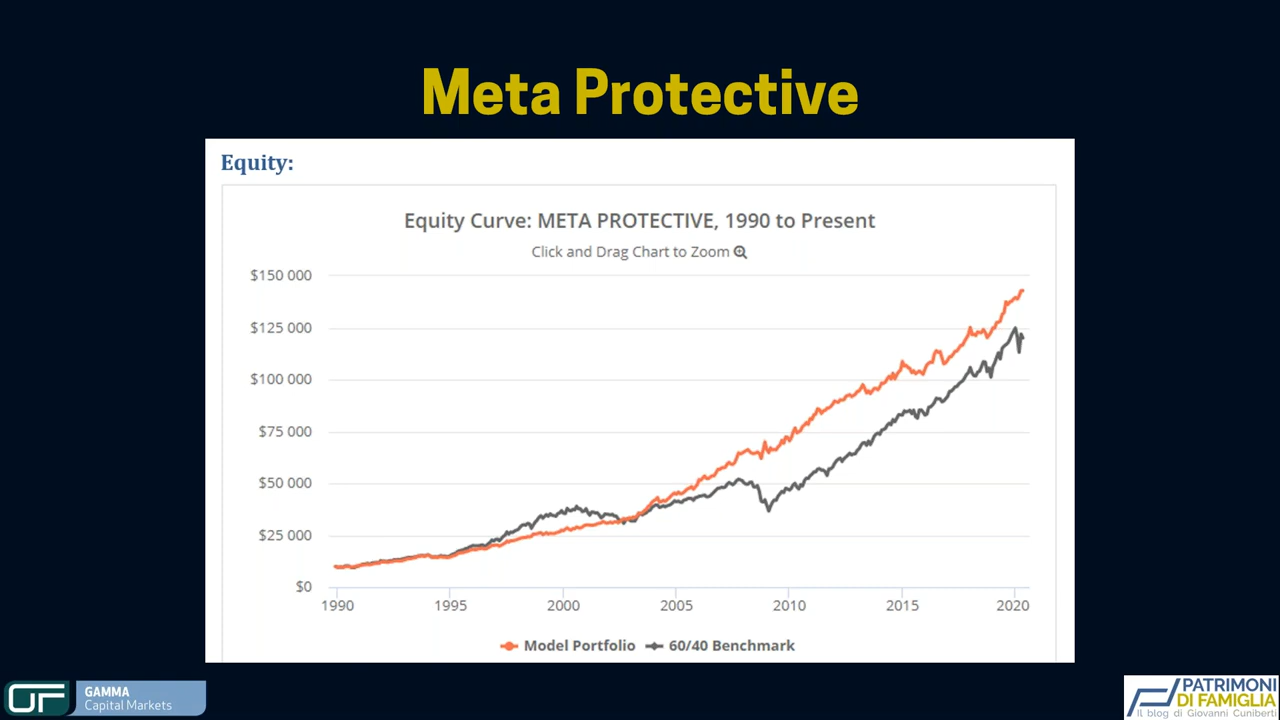 Meta Protective
Equity:
Equity Curve: META PROTECTIVE, 1990 to Present
Click and Drag Chart to Zoom
$150 000
$125 000
$100 000
$75 000
$50 000
$25 000
$0
1990 1995 2000 2005 2010 2015 2020
Model Portfolio 60/40 Benchmark
GAMMA
Capital Markets
PATRIMONI
DI FAMIGLIA
Il blog di Giovanni Cuniberti